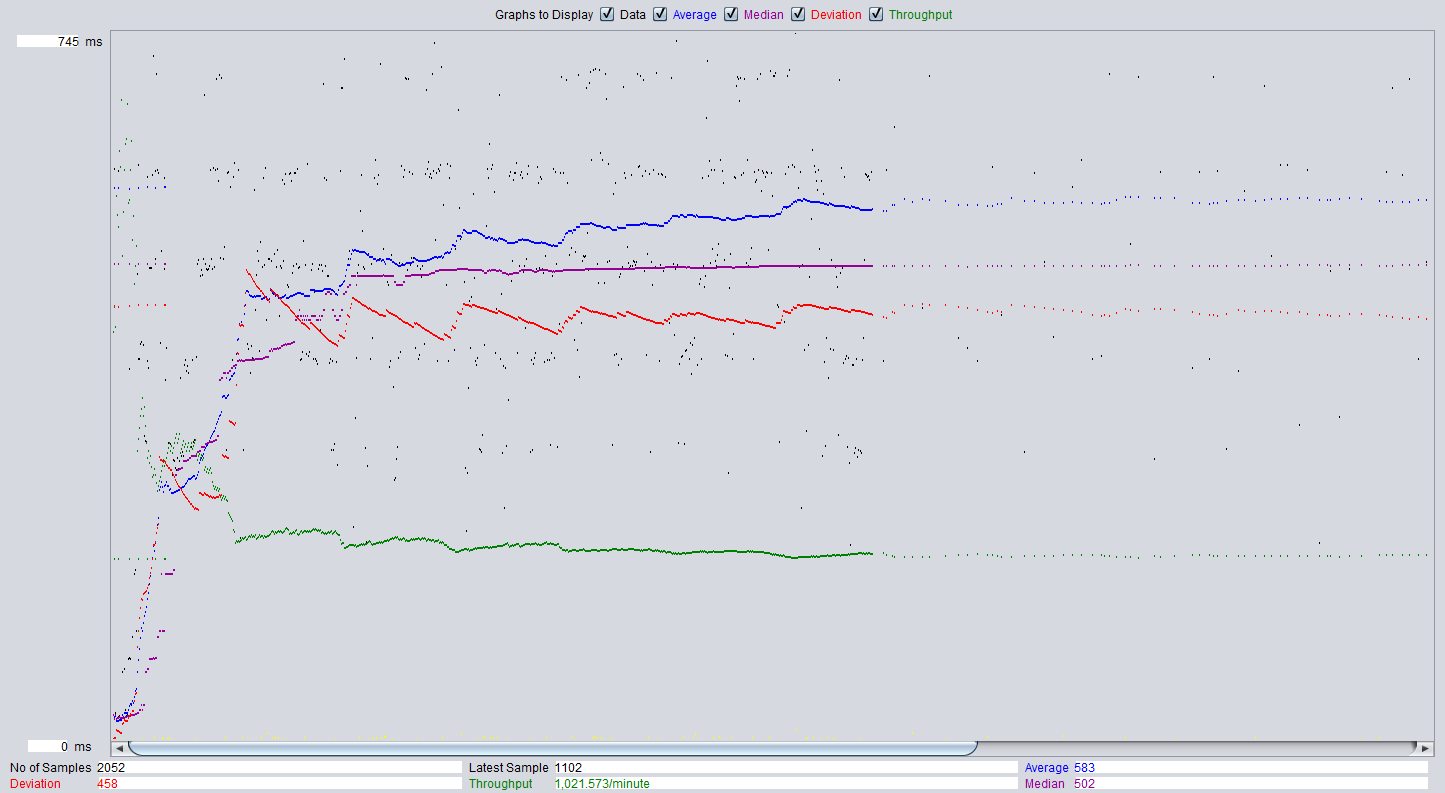 Graphs to Display Data Average Median Deviation Throughput
745 ms
0 ms
No of Samples 2052 Latest Sample 1102 Average 583
Deviation 458 Throughput 1,021.573/minute Median 502